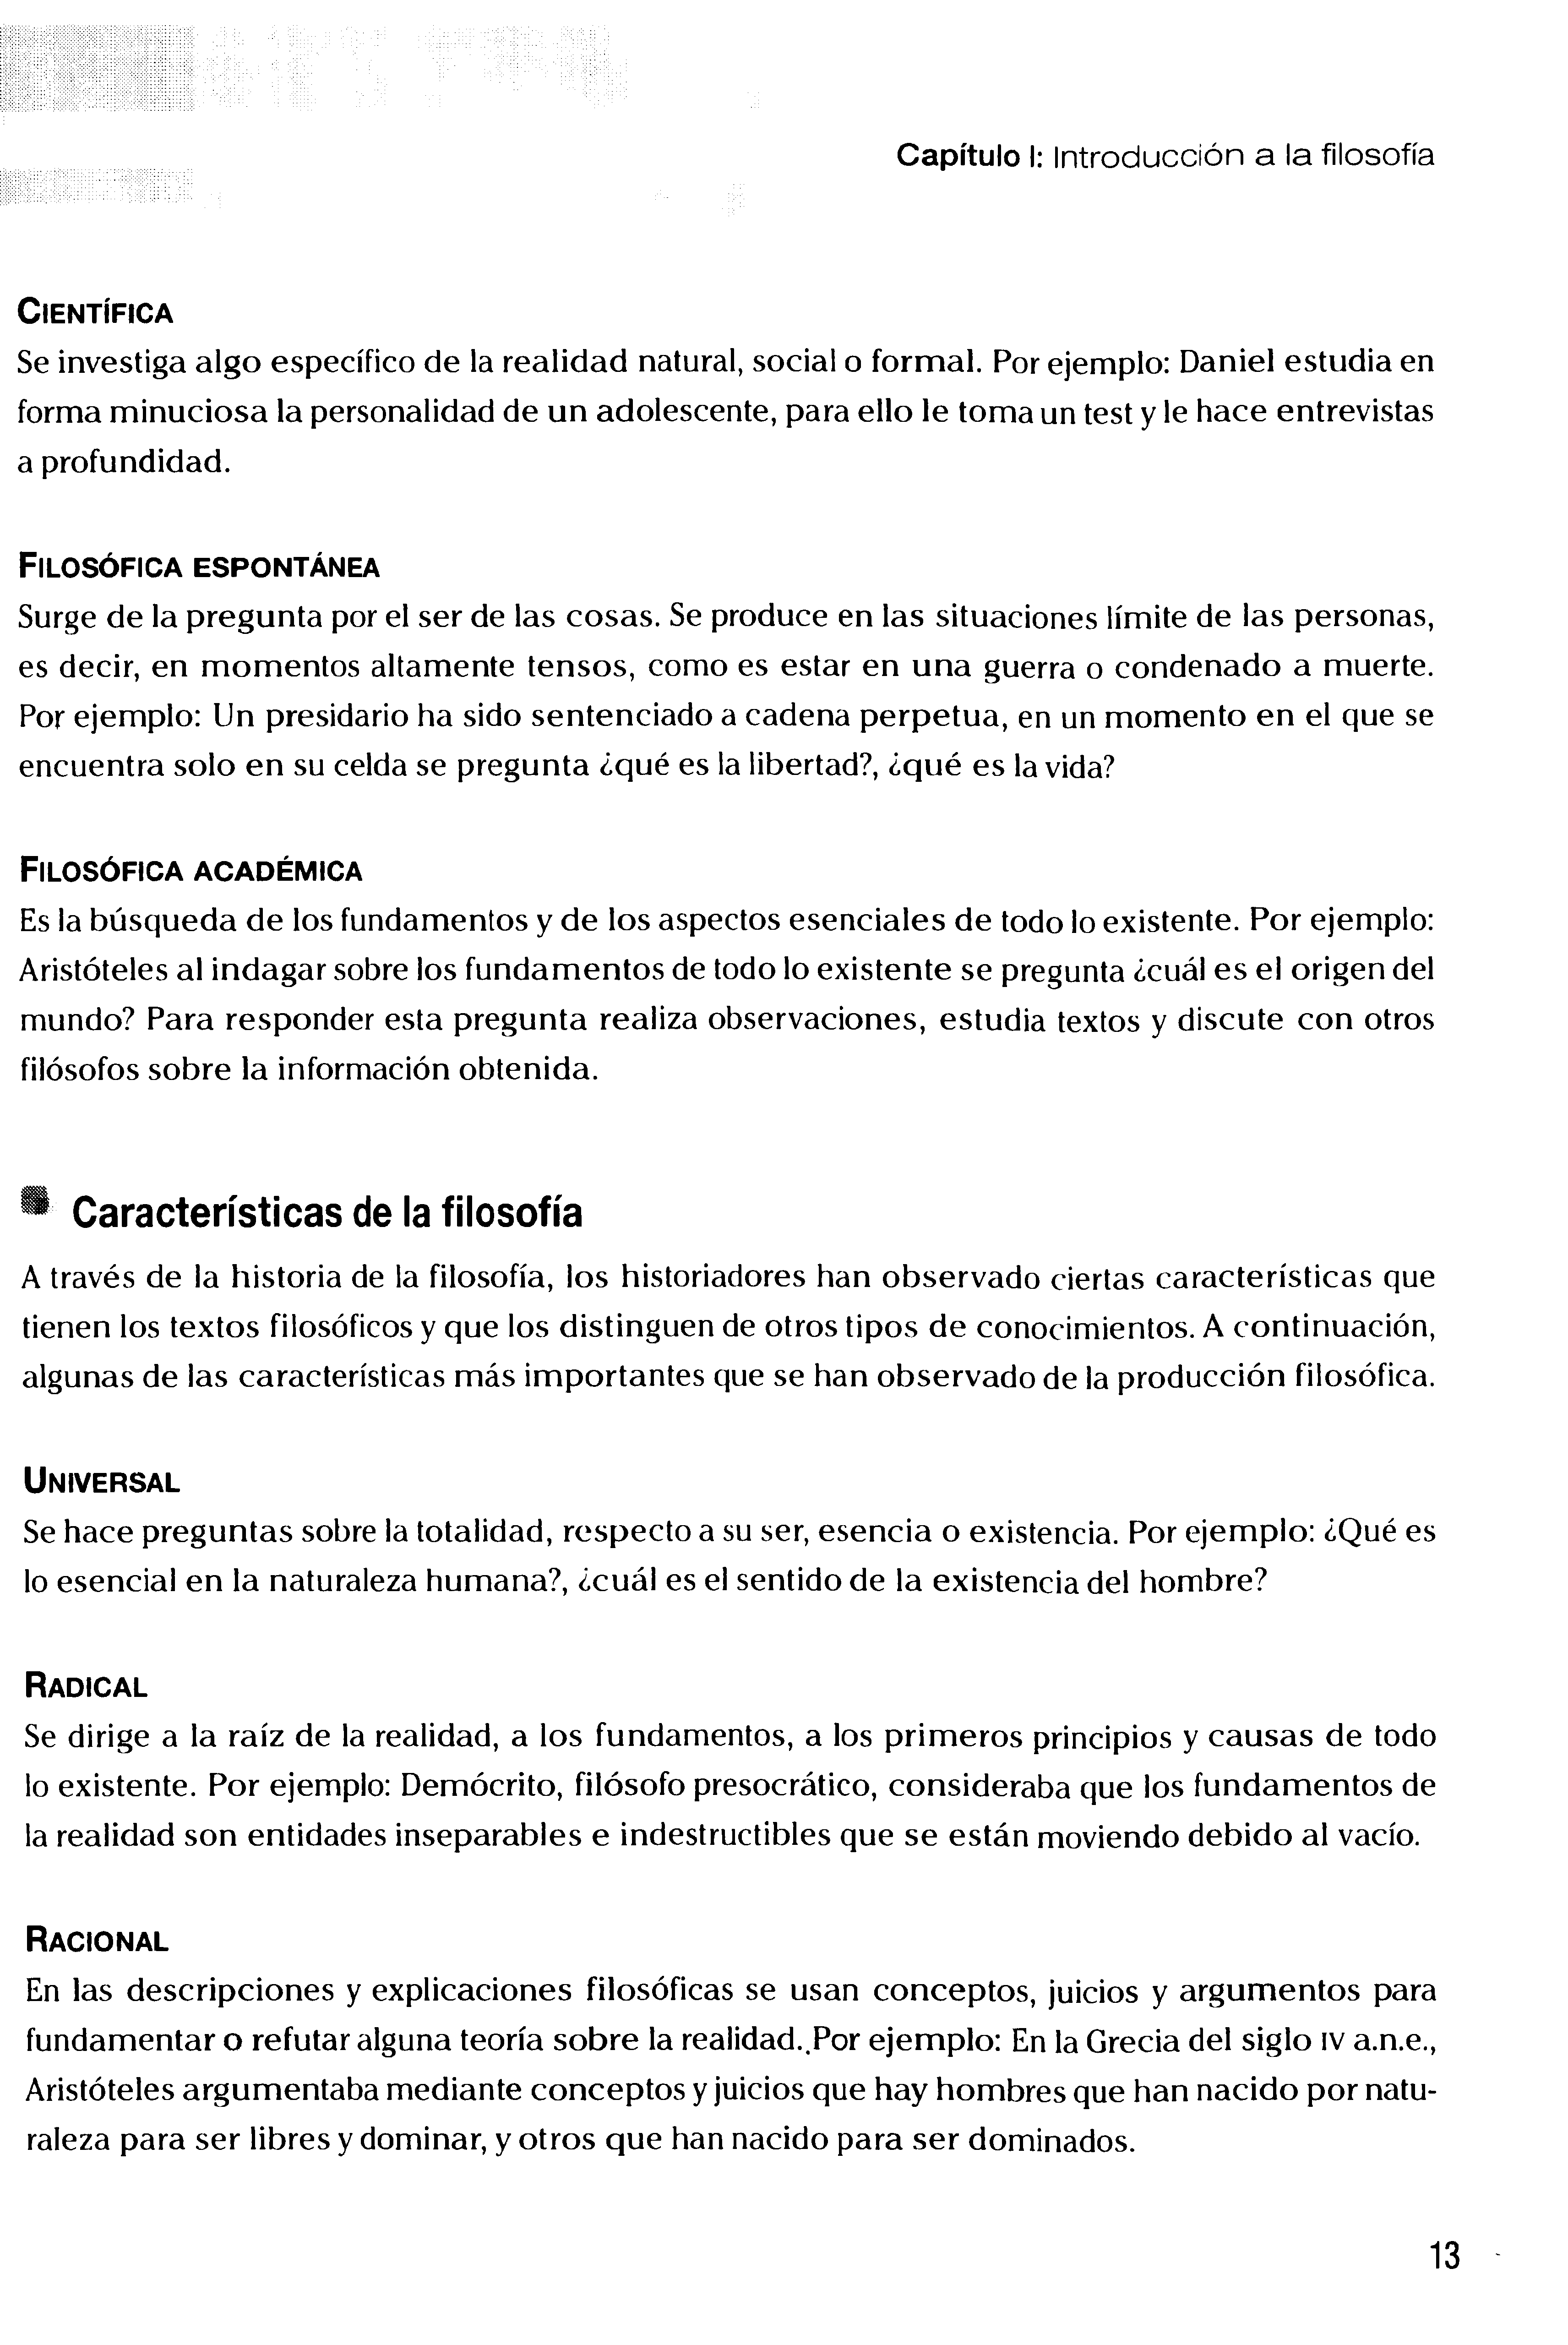 Capítulo I: Introducción a la filosofía
CIENTÍFICA
Se investiga algo específico de la realidad natural, social o formal. Por ejemplo: Daniel estudia en
forma minuciosa la personalidad de un adolescente, para ello le toma un test y le hace entrevistas
a profundidad.
FILOSÓFICA ESPONTÁNEA
Surge de la pregunta por el ser de las cosas. Se produce en las situaciones límite de las personas,
es decir, en momentos altamente tensos, como es estar en una guerra o condenado a muerte.
Por ejemplo: Un presidario ha sido sentenciado a cadena perpetua, en un momento en el que se
encuentra solo en su celda se pregunta ¿qué es la libertad?, ¿qué es la vida?
FILOSÓFICA ACADÉMICA
Es la búsqueda de los fundamentos y de los aspectos esenciales de todo lo existente. Por ejemplo:
Aristóteles al indagar sobre los fundamentos de todo lo existente se pregunta ¿cuál es el origen del
mundo? Para responder esta pregunta realiza observaciones, estudia textos y discute con otros
filósofos sobre la información obtenida.
Características de la filosofía
A través de la historia de la filosofía, los historiadores han observado ciertas características que
tienen los textos filosóficos y que los distinguen de otros tipos de conocimientos. A continuación,
algunas de las características más importantes que se han observado de la producción filosófica.
UNIVERSAL
Se hace preguntas sobre la totalidad, respecto a su ser, esencia o existencia. Por ejemplo: ¿Qué es
lo esencial en la naturaleza humana?, ¿cuál es el sentido de la existencia del hombre?
RADICAL
Se dirige a la raíz de la realidad, a los fundamentos, a los primeros principios y causas de todo
lo existente. Por ejemplo: Demócrito, filósofo presocrático, consideraba que los fundamentos de
la realidad son entidades inseparables e indestructibles que se están moviendo debido al vacío.
RACIONAL
En las descripciones y explicaciones filosóficas se usan conceptos, juicios y argumentos para
fundamentar o refutar alguna teoría sobre la realidad. Por ejemplo: En la Grecia del siglo IV a.n.e.,
Aristóteles argumentaba mediante conceptos y juicios que hay hombres que han nacido por natu-
raleza para ser libres y dominar, y otros que han nacido para ser dominados.
13